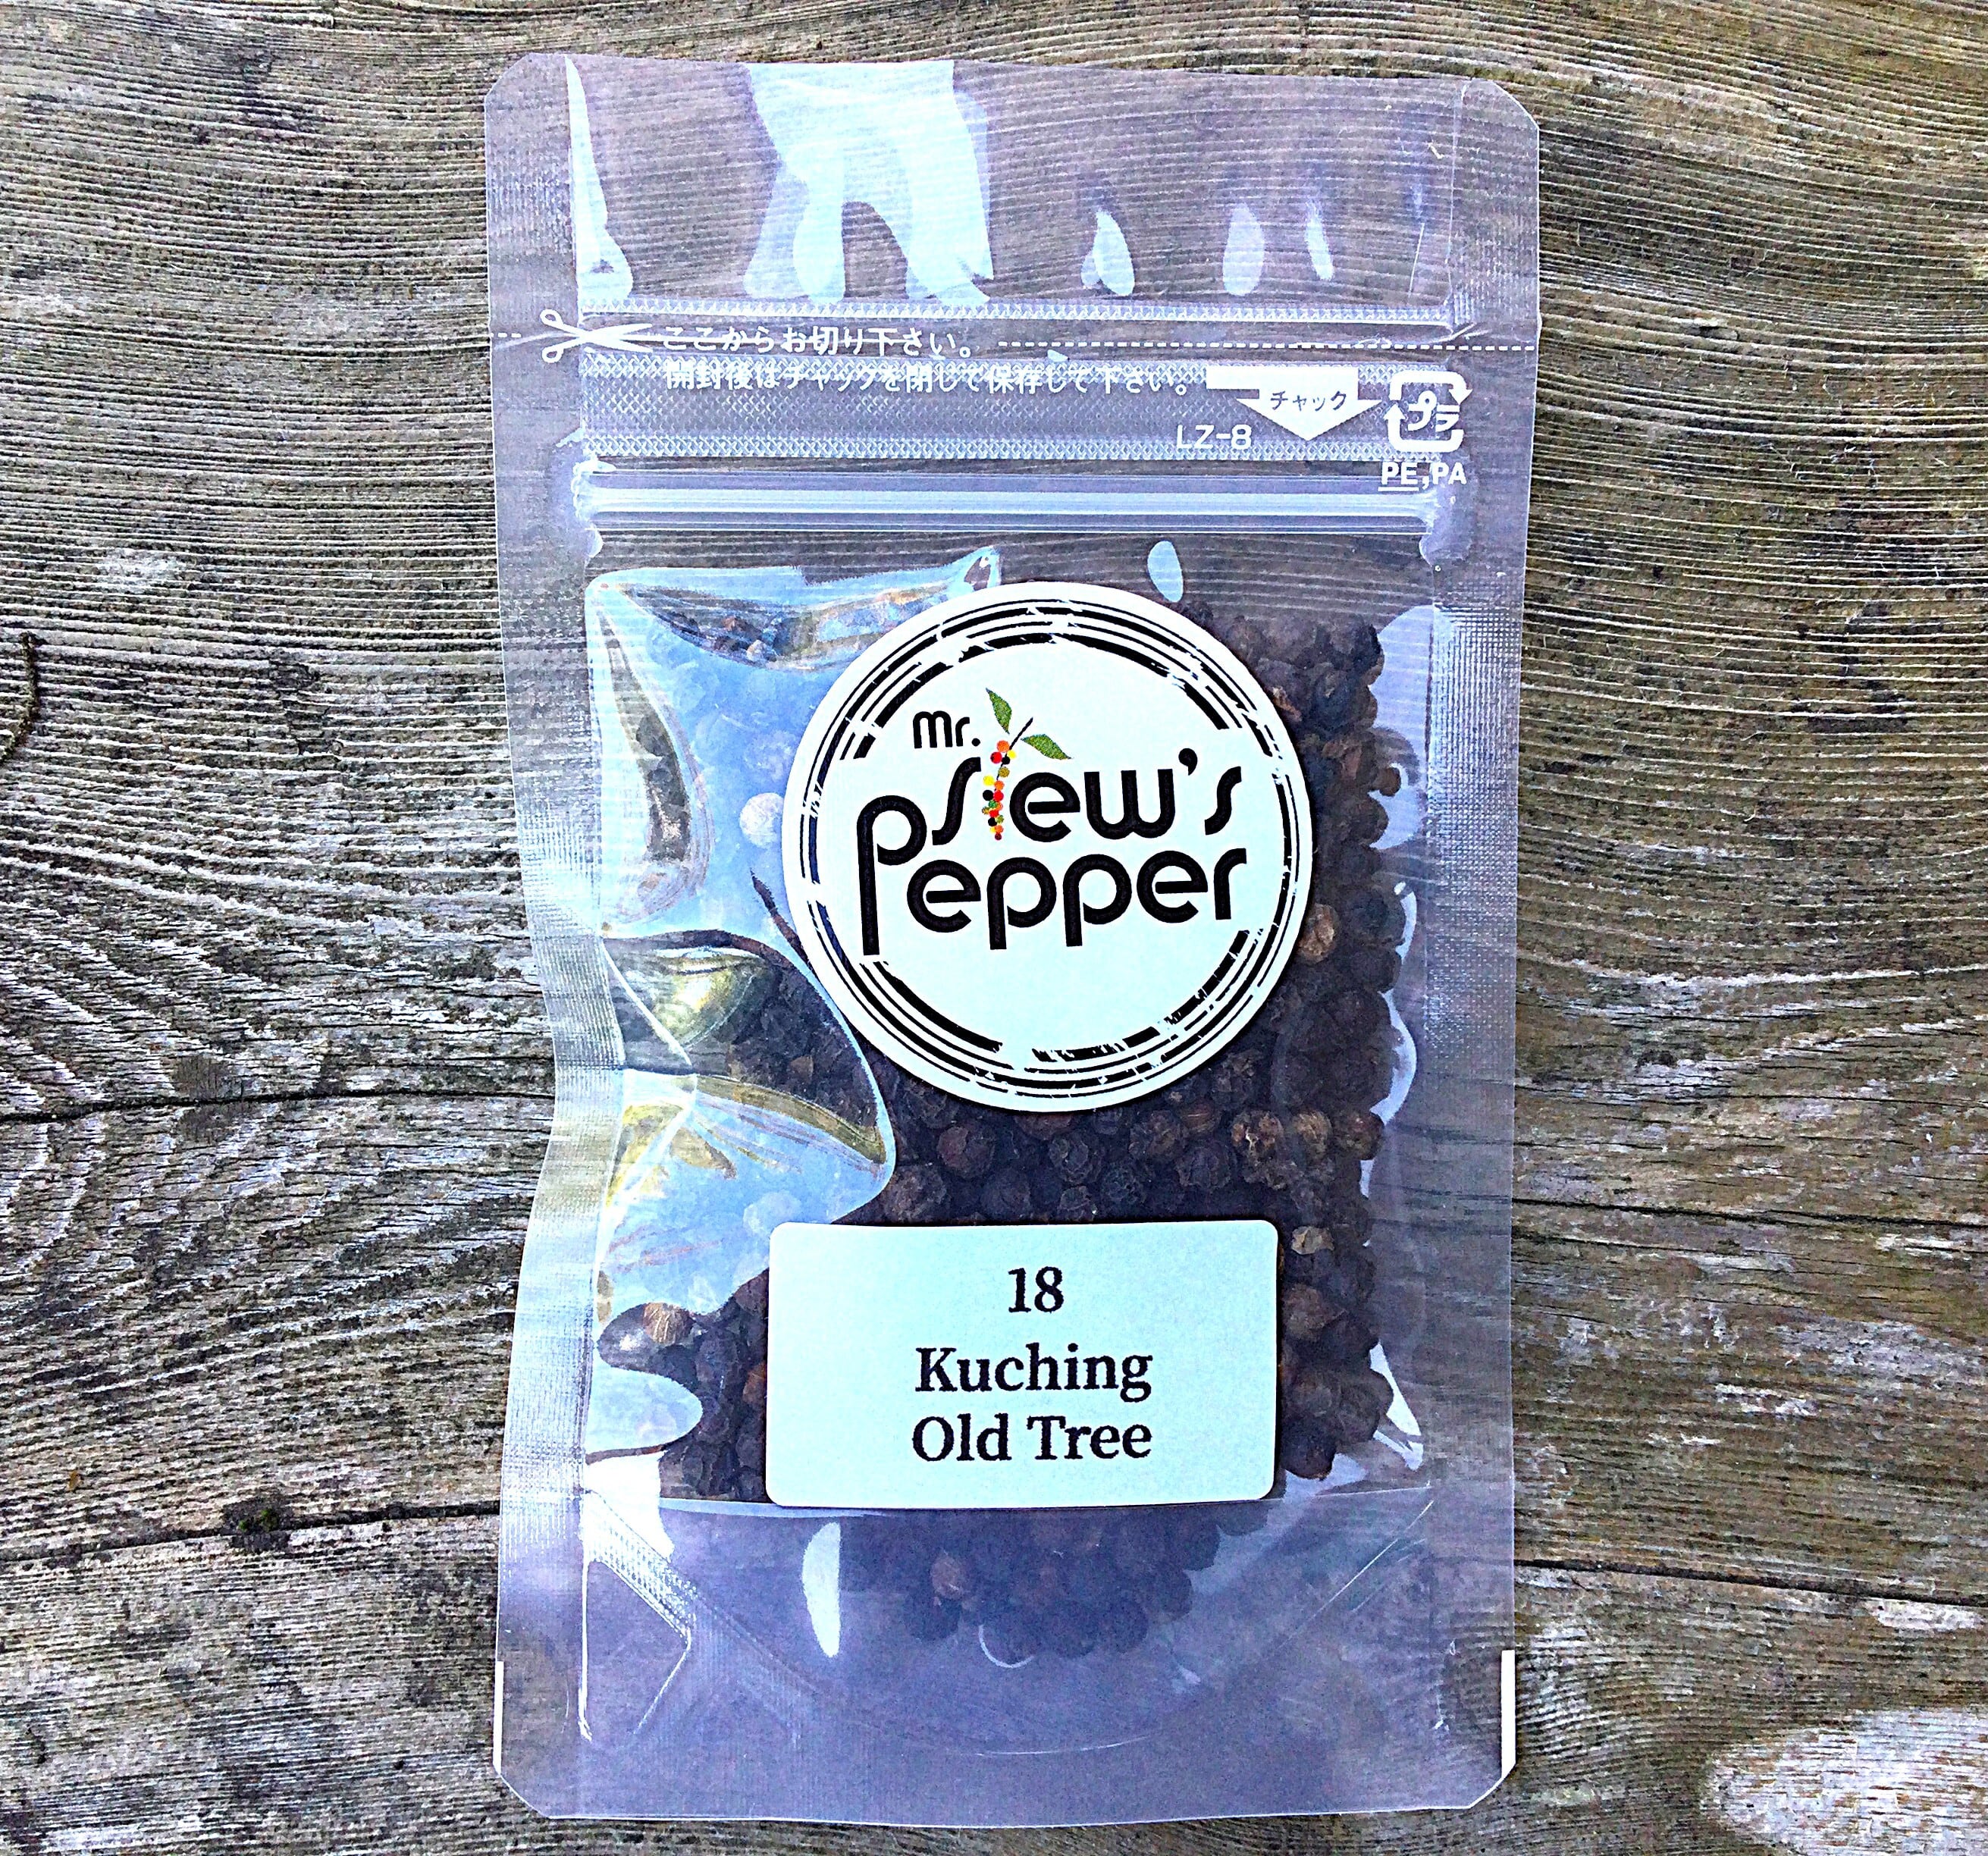 ここからお切り下さい。
開封後はチャックを閉じて保存して下さい。
チャック
プラ
LZ-8
PE,PA
Mr.
Siew's
Pepper
18
Kuching
Old Tree